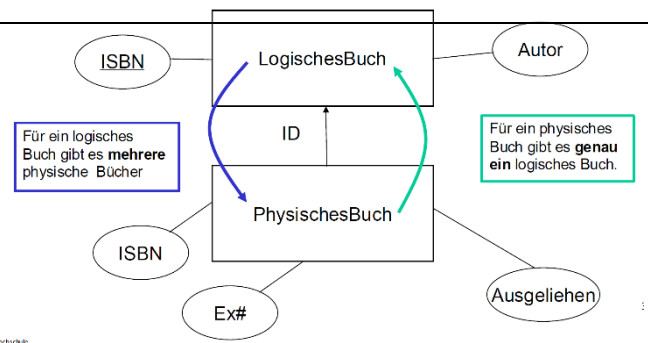 ISBN
LogischesBuch
Autor
Für ein logisches
Buch gibt es mehrere
physische Bücher
ID
Für ein physisches
Buch gibt es genau
ein logisches Buch.
PhysischesBuch
ISBN
Ex#
Ausgeliehen